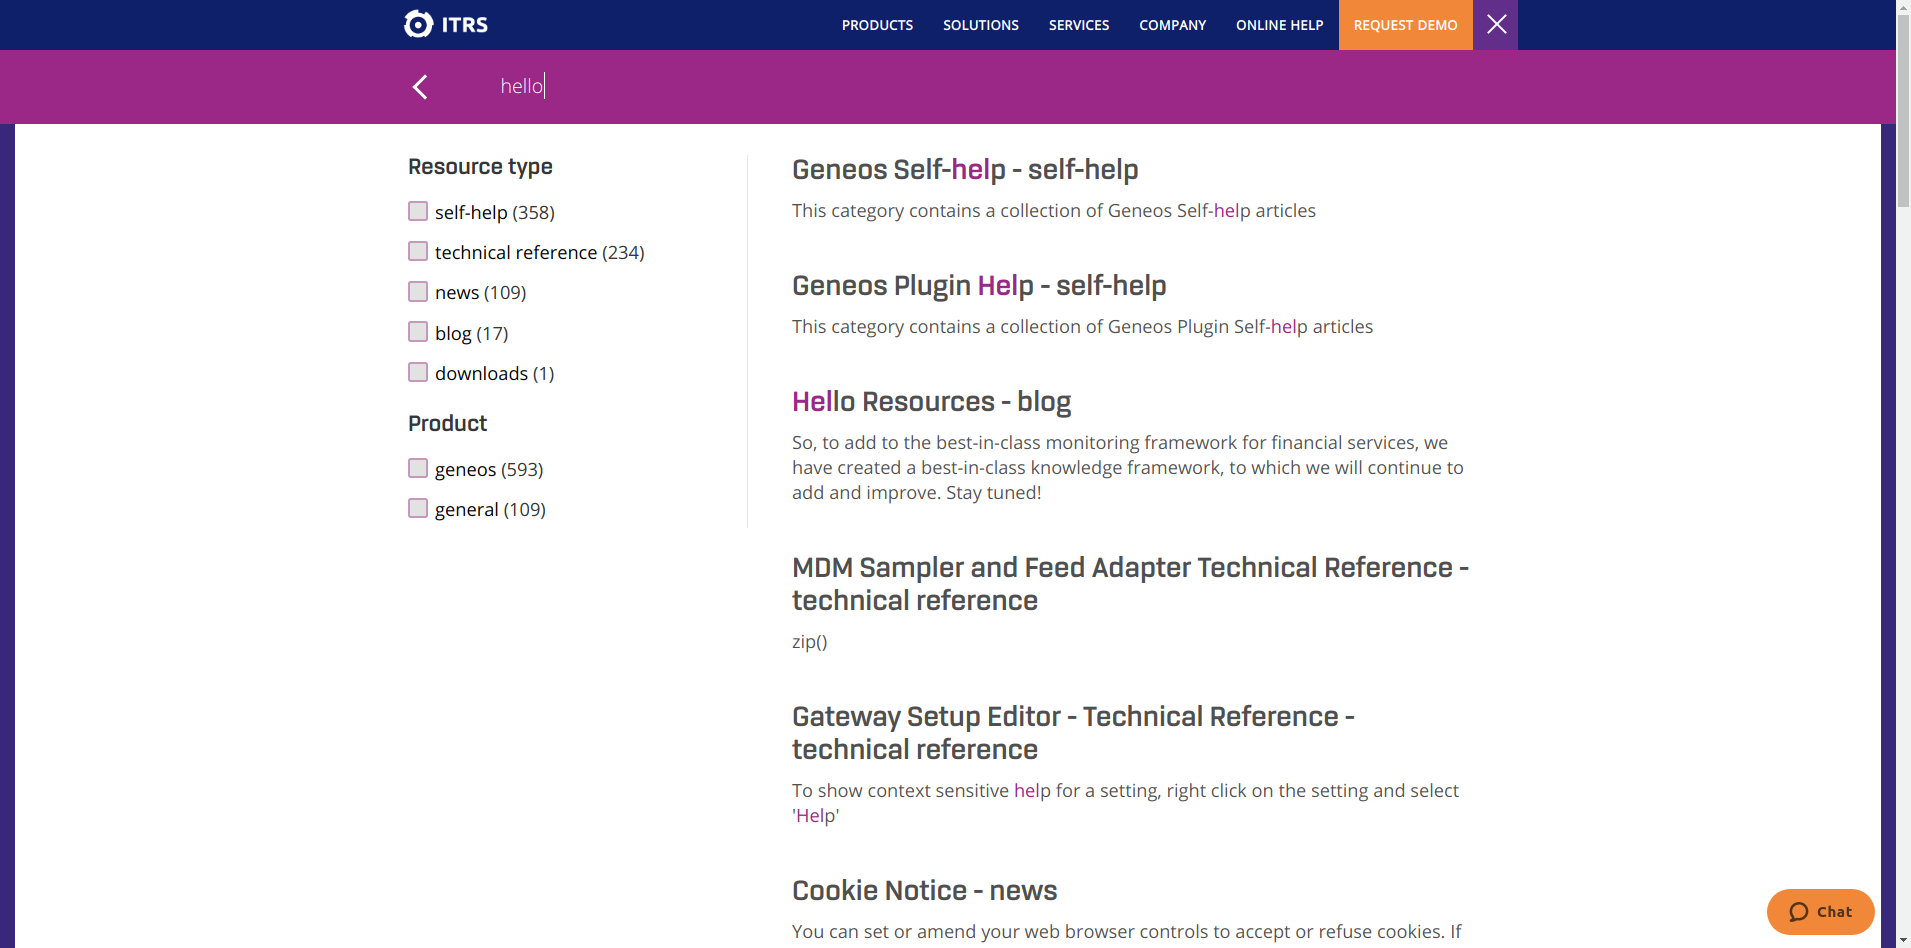 ITRS
PRODUCTS SOLUTIONS SERVICES COMPANY ONLINE HELP REQUEST DEMO
hello
Resource type
self-help (358)
technical reference (234)
news (109)
blog (17)
downloads (1)
Product
geneos (593)
general (109)
Geneos Self-help - self-help
This category contains a collection of Geneos Self-help articles
Geneos Plugin Help - self-help
This category contains a collection of Geneos Plugin Self-help articles
Hello Resources - blog
So, to add to the best-in-class monitoring framework for financial services, we
have created a best-in-class knowledge framework, to which we will continue to
add and improve. Stay tuned!
MDM Sampler and Feed Adapter Technical Reference -
technical reference
zip()
Gateway Setup Editor - Technical Reference -
technical reference
To show context sensitive help for a setting, right click on the setting and select
'Help'
Cookie Notice - news
You can set or amend your web browser controls to accept or refuse cookies. If
Chat